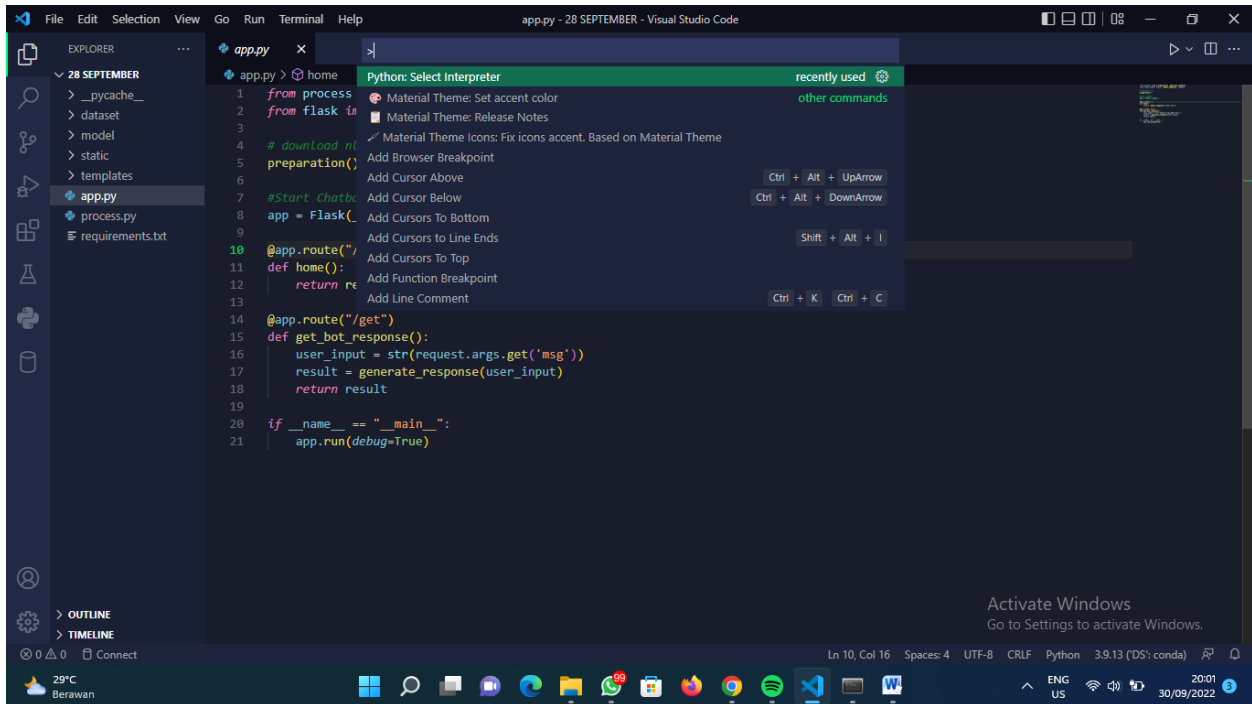 File Edit Selection View Go Run Terminal Help
app.py - 28 SEPTEMBER - Visual Studio Code
EXPLORER
28 SEPTEMBER
__pycache__
dataset
model
static
templates
app.py
process.py
requirements.txt
OUTLINE
TIMELINE
app.py
app.py > home
>
Python: Select Interpreter recently used
Material Theme: Set accent color other commands
Material Theme: Release Notes
Material Theme Icons: Fix icons accent. Based on Material Theme
Add Browser Breakpoint
Add Cursor Above Ctrl + Alt + UpArrow
Add Cursor Below Ctrl + Alt + DownArrow
Add Cursors To Bottom
Add Cursors to Line Ends Shift + Alt + I
Add Cursors To Top
Add Function Breakpoint
Add Line Comment Ctrl + K Ctrl + C
1 from process
2 from flask im
3
4 # download nl
5 preparation()
6
7 #Start Chatbo
8 app = Flask(_
9
10 @app.route("/
11 def home():
12 return re
13
14 @app.route("/get")
15 def get_bot_response():
16 user_input = str(request.args.get('msg'))
17 result = generate_response(user_input)
18 return result
19
20 if __name__ == "__main__":
21 app.run(debug=True)
Activate Windows
Go to Settings to activate Windows.
0 0 Connect
Ln 10, Col 16 Spaces: 4 UTF-8 CRLF Python 3.9.13 ('DS': conda)
29°C
Berawan
99
W
ENG
US
20:01
30/09/2022
3